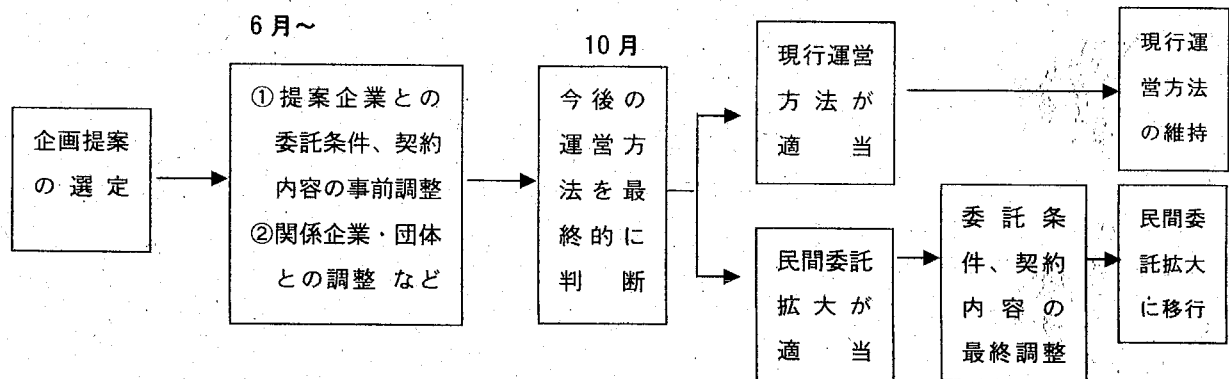 企画提案
の選定
6月～
①提案企業との
委託条件、契約
内容の事前調整
②関係企業・団体
との調整 など
10月
今後の
運営方
法を最
終的に
判断
現行運営
方法が
適当
現行運
営方法
の維持
民間委託
拡大が
適当
委託条
件、契約
内容の
最終調整
民間委
託拡大
に移行